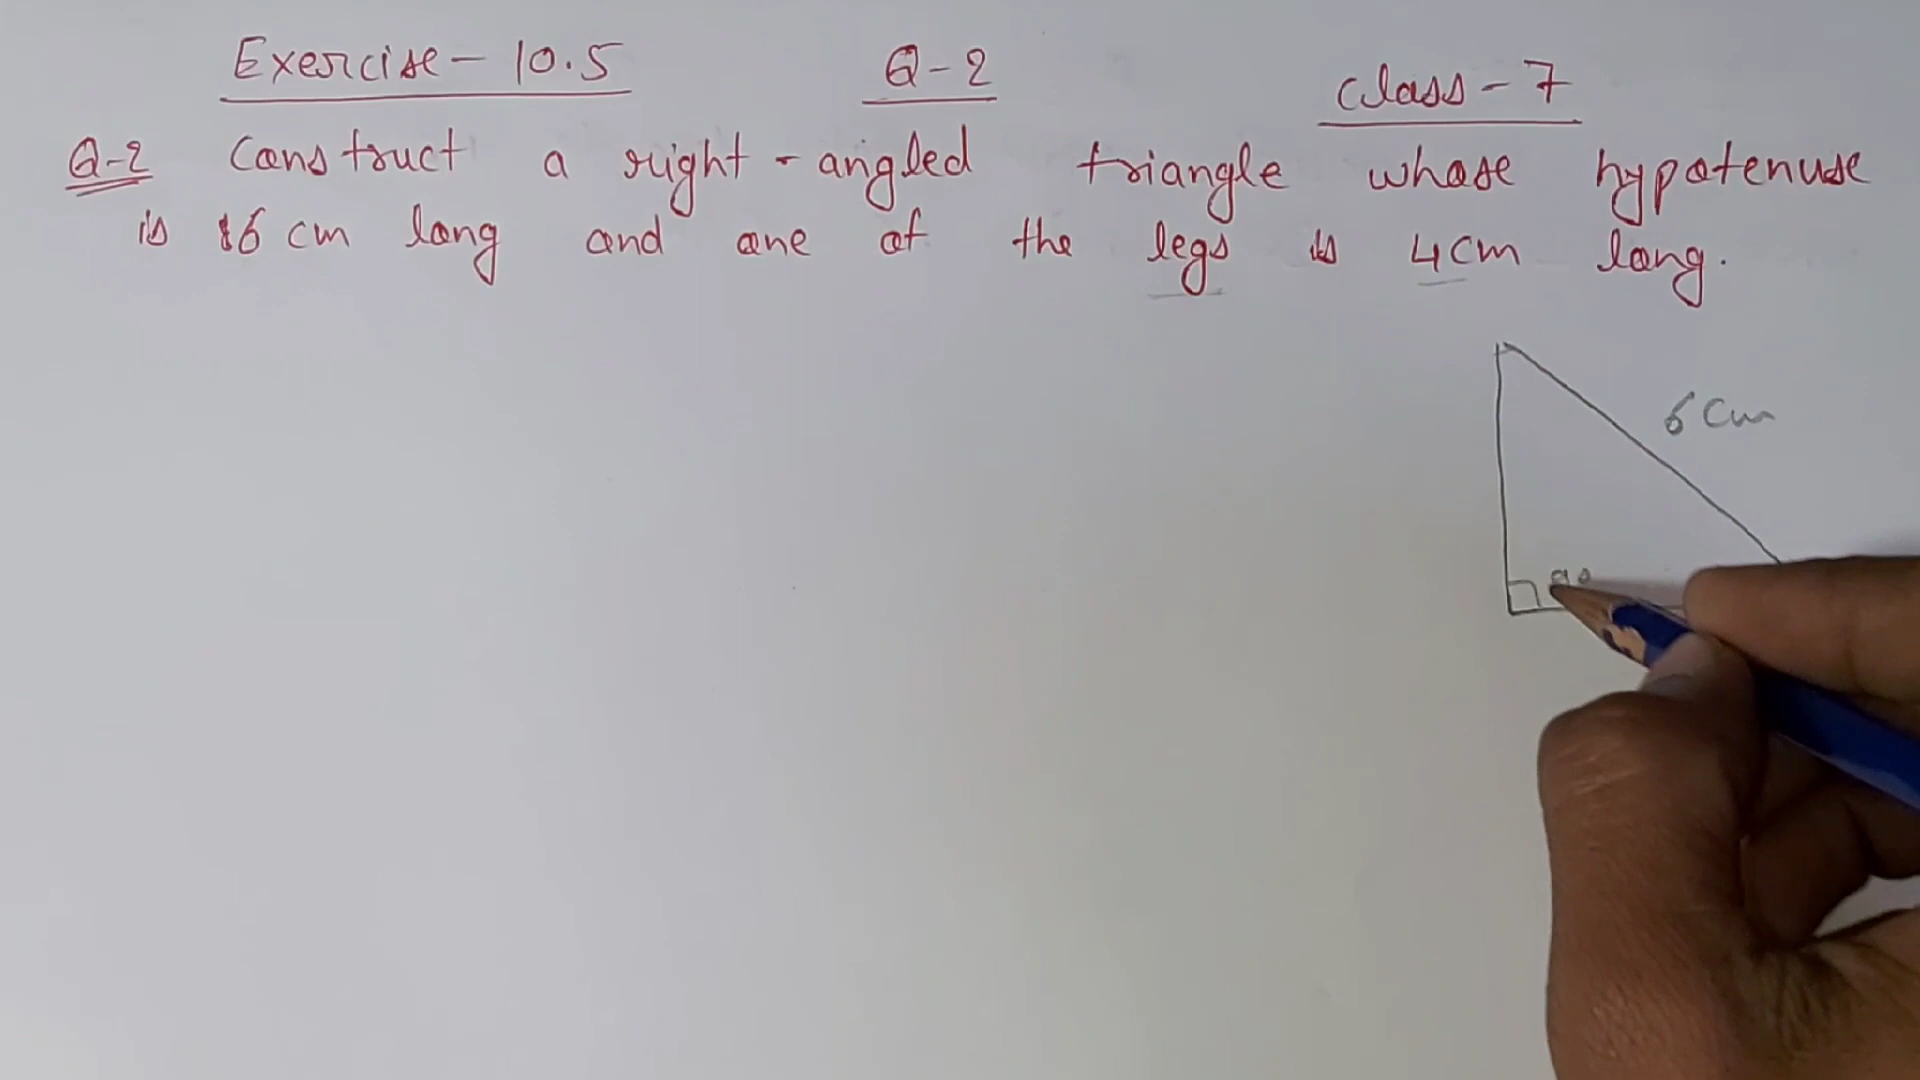 Exercise - 10.5 Q-2 class-7
Q-2 Construct a right-angled triangle whose hypotenuse
is 6 cm long and one of the legs is 4cm long.
6 cm
90